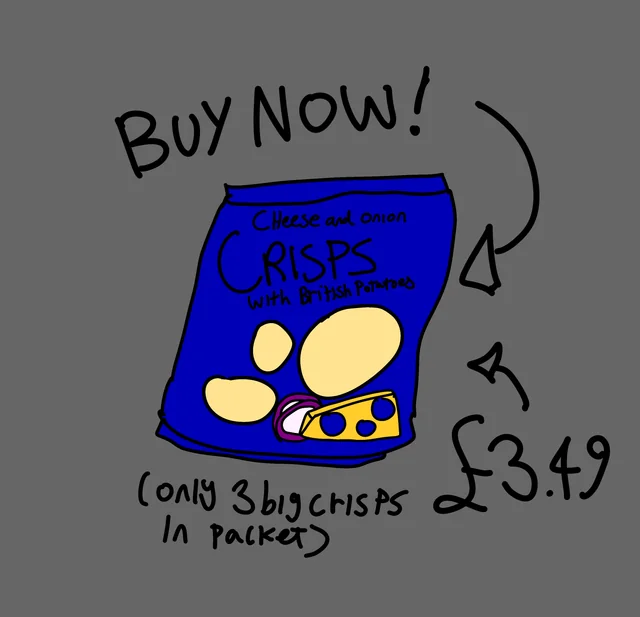 BUY NOW!
CHeese and onion
CRISPS
with British Potatoes
£3.49
(only 3 big crisps
In packet)